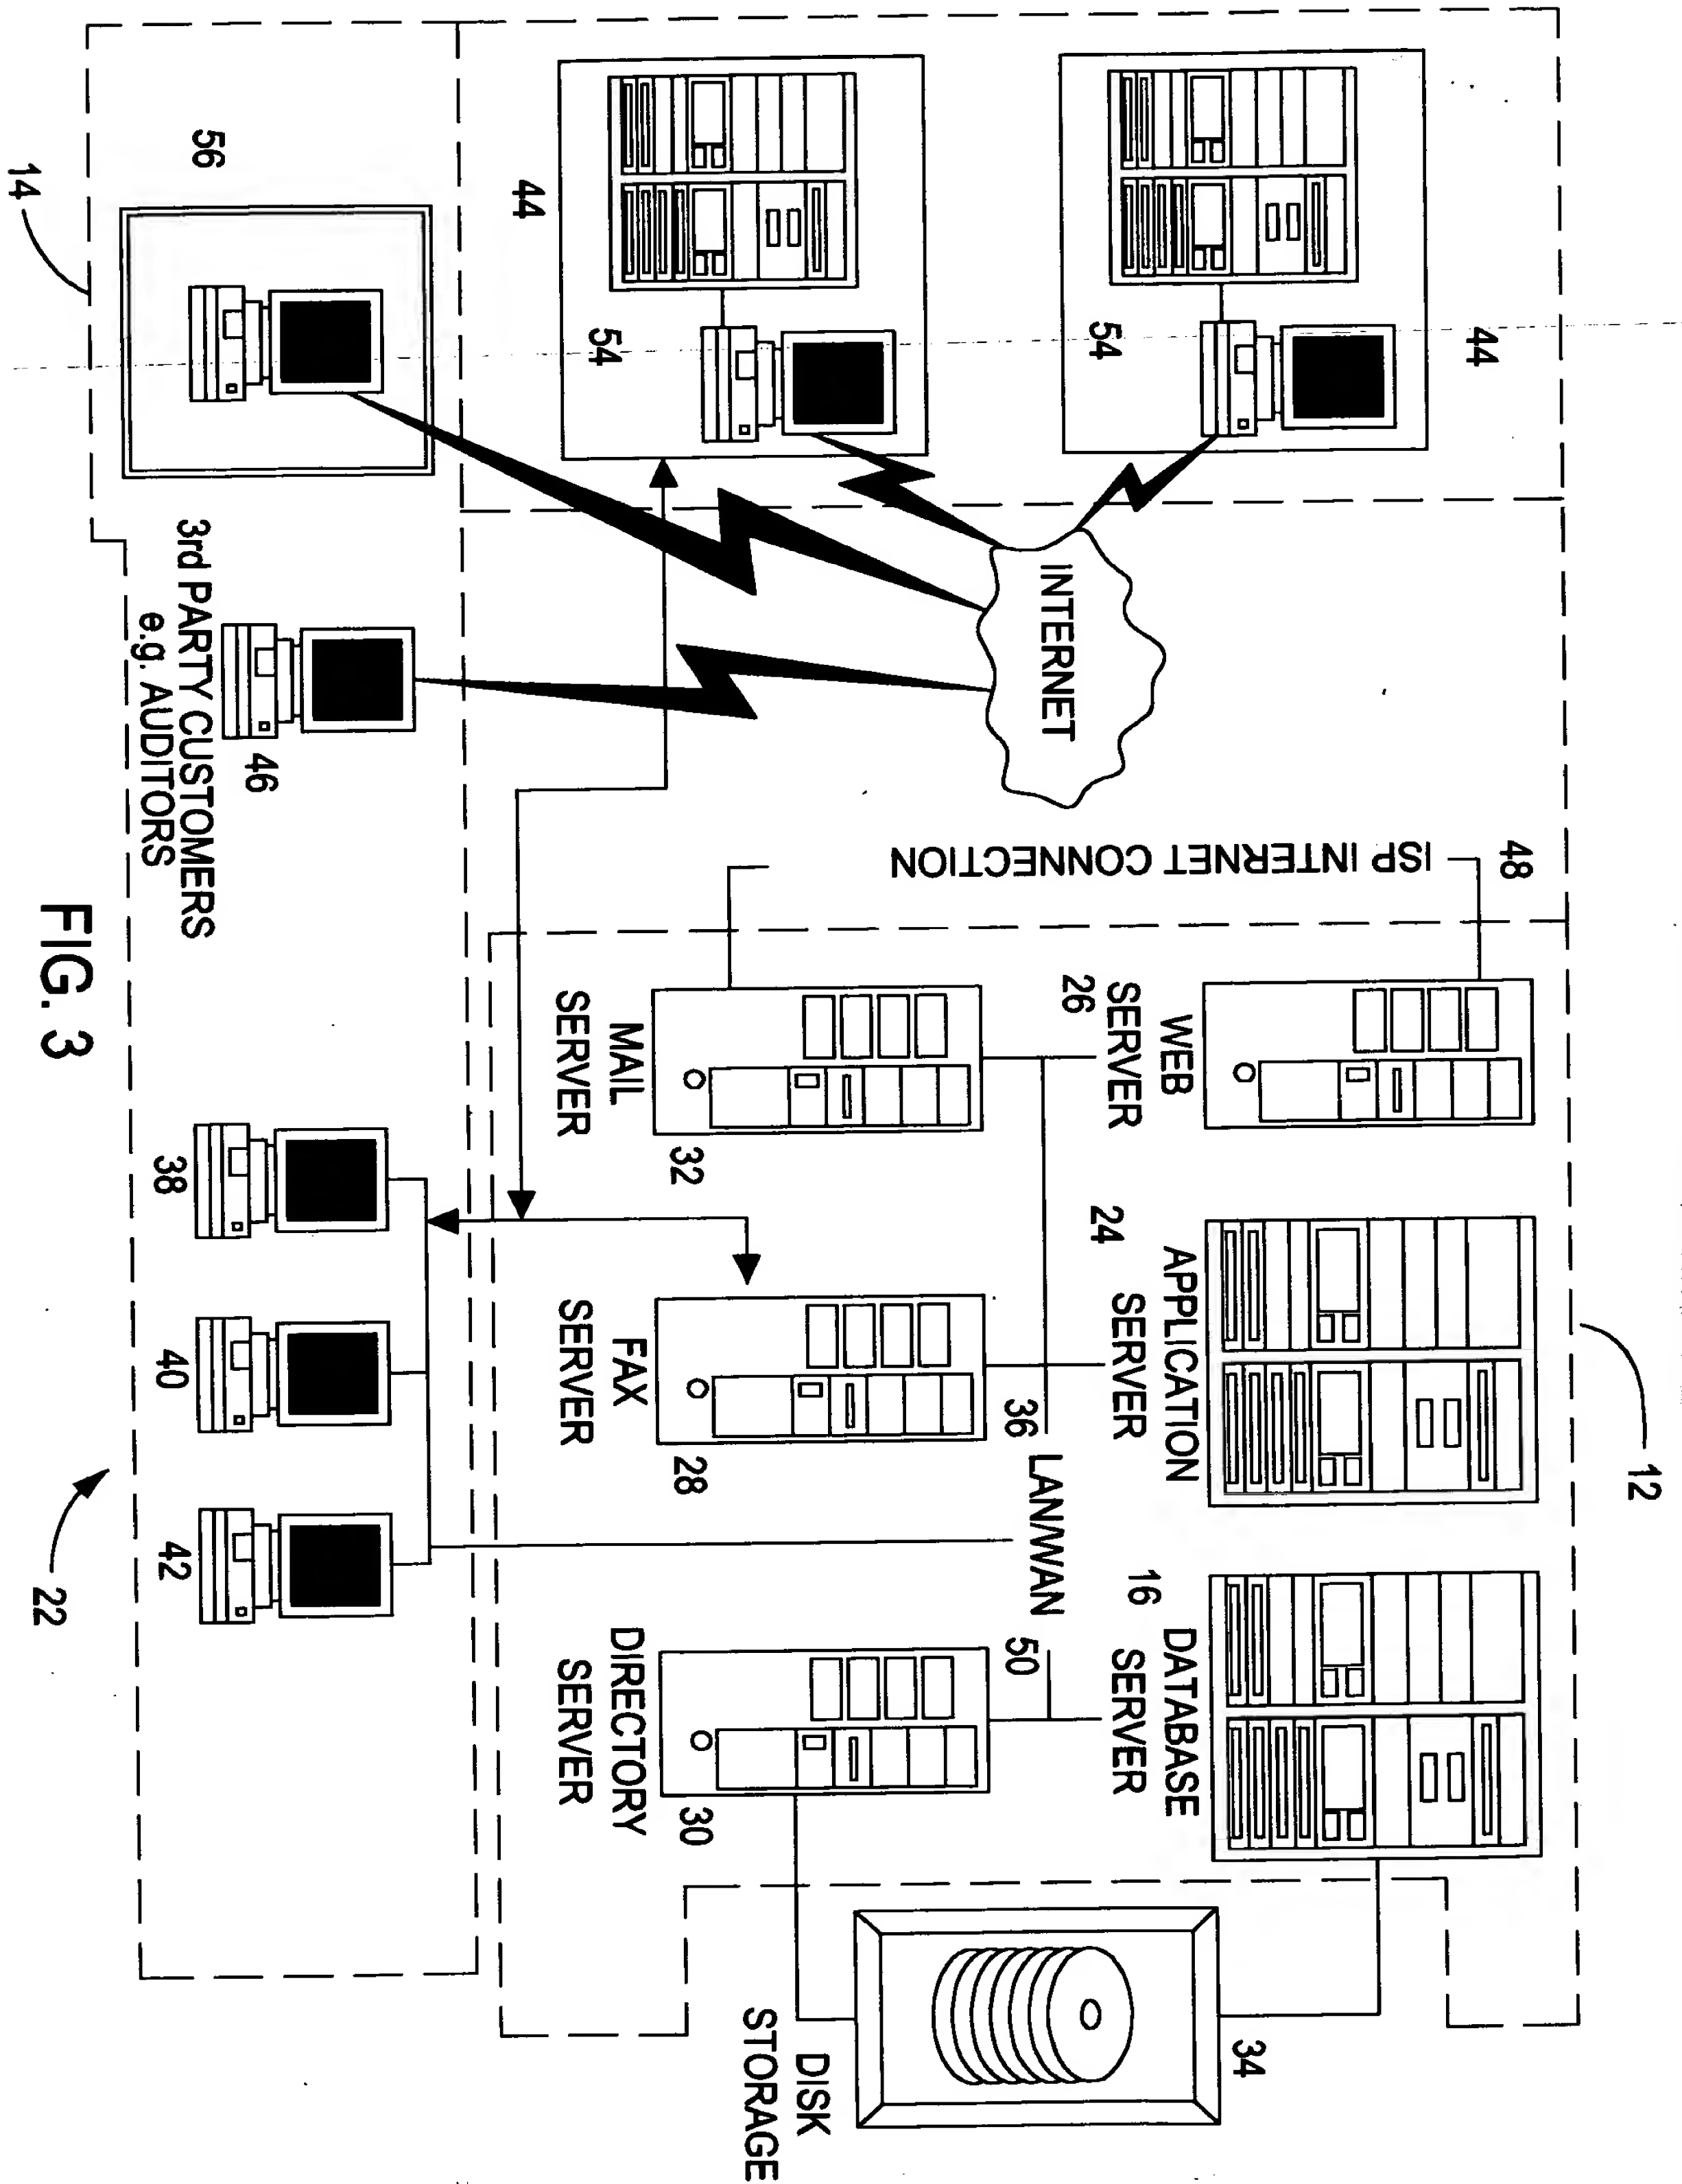 12
44
48
34
54
WEB
SERVER
26
APPLICATION
SERVER
24
DATABASE
SERVER
16
INTERNET
ISP INTERNET CONNECTION
36
LAN/WAN
50
44
54
MAIL
SERVER
32
FAX
SERVER
28
DIRECTORY
SERVER
30
DISK
STORAGE
56
46
3rd PARTY CUSTOMERS
e.g. AUDITORS
38
40
42
14
22
FIG. 3